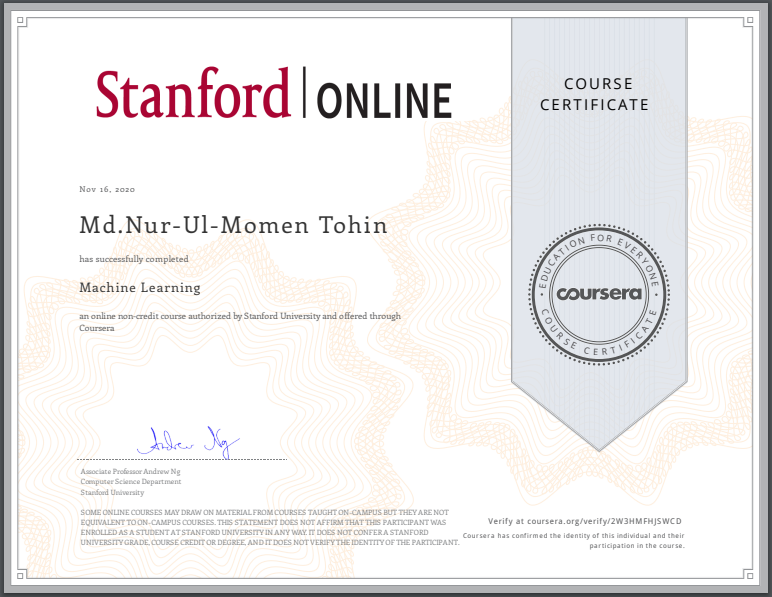 Stanford | ONLINE
COURSE
CERTIFICATE
Nov 16, 2020
Md.Nur-Ul-Momen Tohin
has successfully completed
Machine Learning
an online non-credit course authorized by Stanford University and offered through
Coursera
EDUCATION FOR EVERYONE
coursera
COURSE CERTIFICATE
Andrew Ng
Associate Professor Andrew Ng
Computer Science Department
Stanford University
SOME ONLINE COURSES MAY DRAW ON MATERIAL FROM COURSES TAUGHT ON-CAMPUS BUT THEY ARE NOT
EQUIVALENT TO ON-CAMPUS COURSES. THIS STATEMENT DOES NOT AFFIRM THAT THIS PARTICIPANT WAS
ENROLLED AS A STUDENT AT STANFORD UNIVERSITY IN ANY WAY. IT DOES NOT CONFER A STANFORD
UNIVERSITY GRADE, COURSE CREDIT OR DEGREE, AND IT DOES NOT VERIFY THE IDENTITY OF THE PARTICIPANT.
Verify at coursera.org/verify/2W3HMFHJSWCD
Coursera has confirmed the identity of this individual and their
participation in the course.